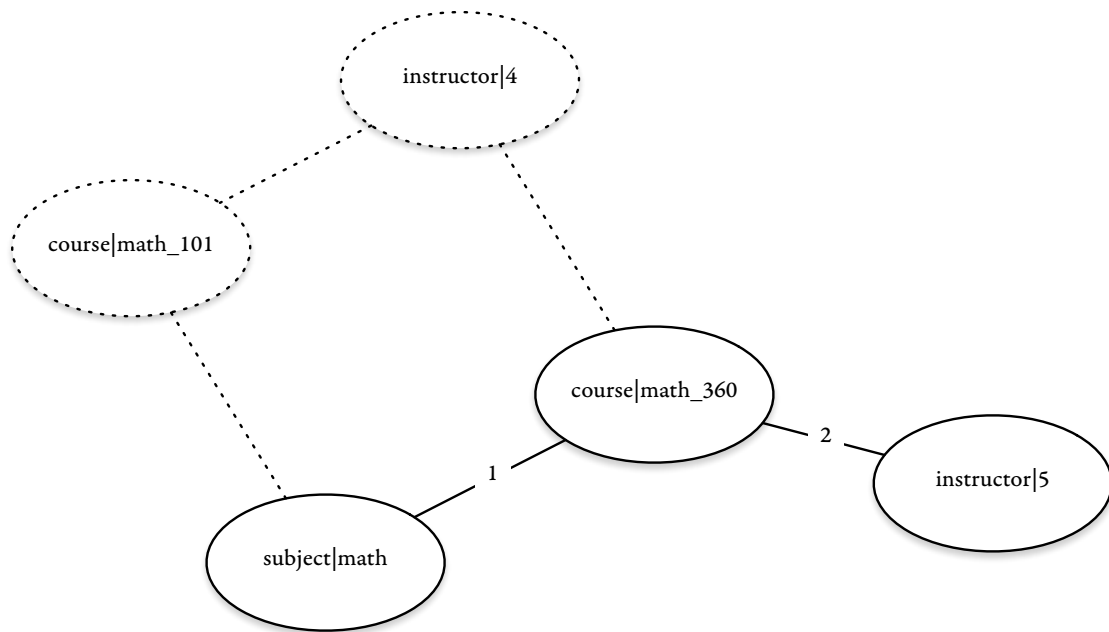 instructor|4
course|math_101
course|math_360
2
1
instructor|5
subject|math